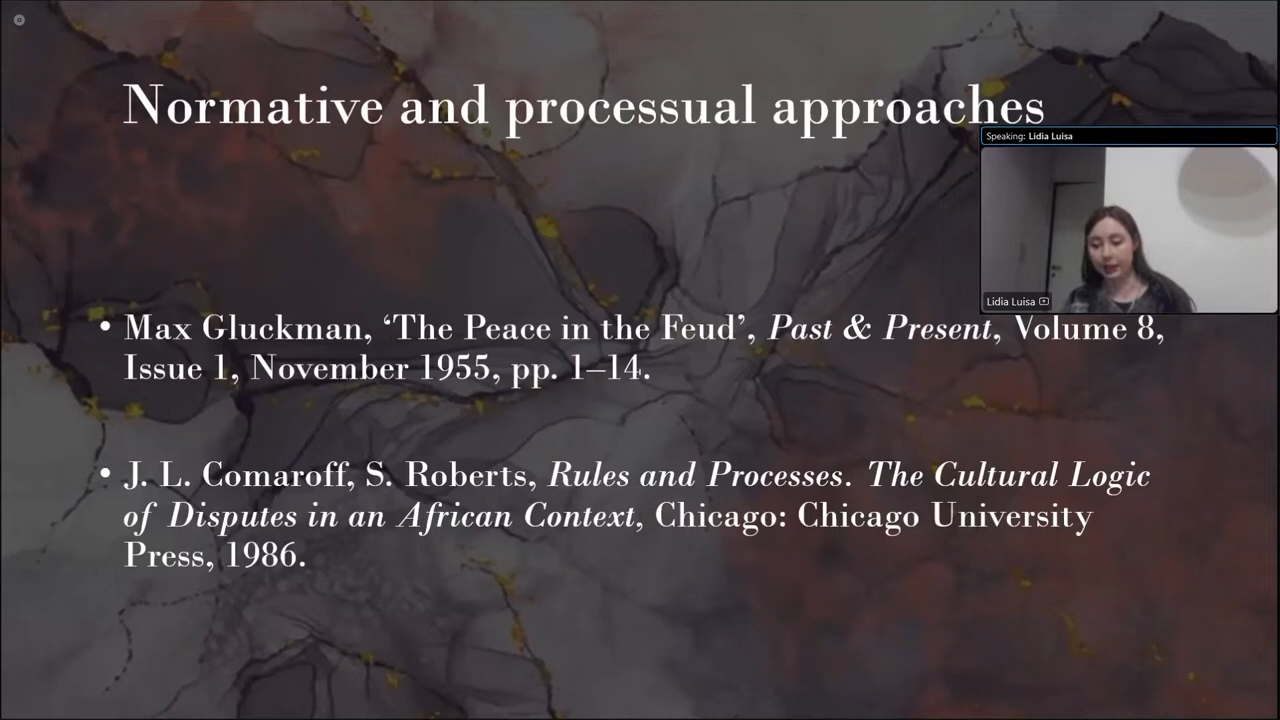 Normative and processual approaches
Speaking: Lidia Luisa
Lidia Luisa
• Max Gluckman, ‘The Peace in the Feud’, Past & Present, Volume 8,
Issue 1, November 1955, pp. 1–14.
• J. L. Comaroff, S. Roberts, Rules and Processes. The Cultural Logic
of Disputes in an African Context, Chicago: Chicago University
Press, 1986.